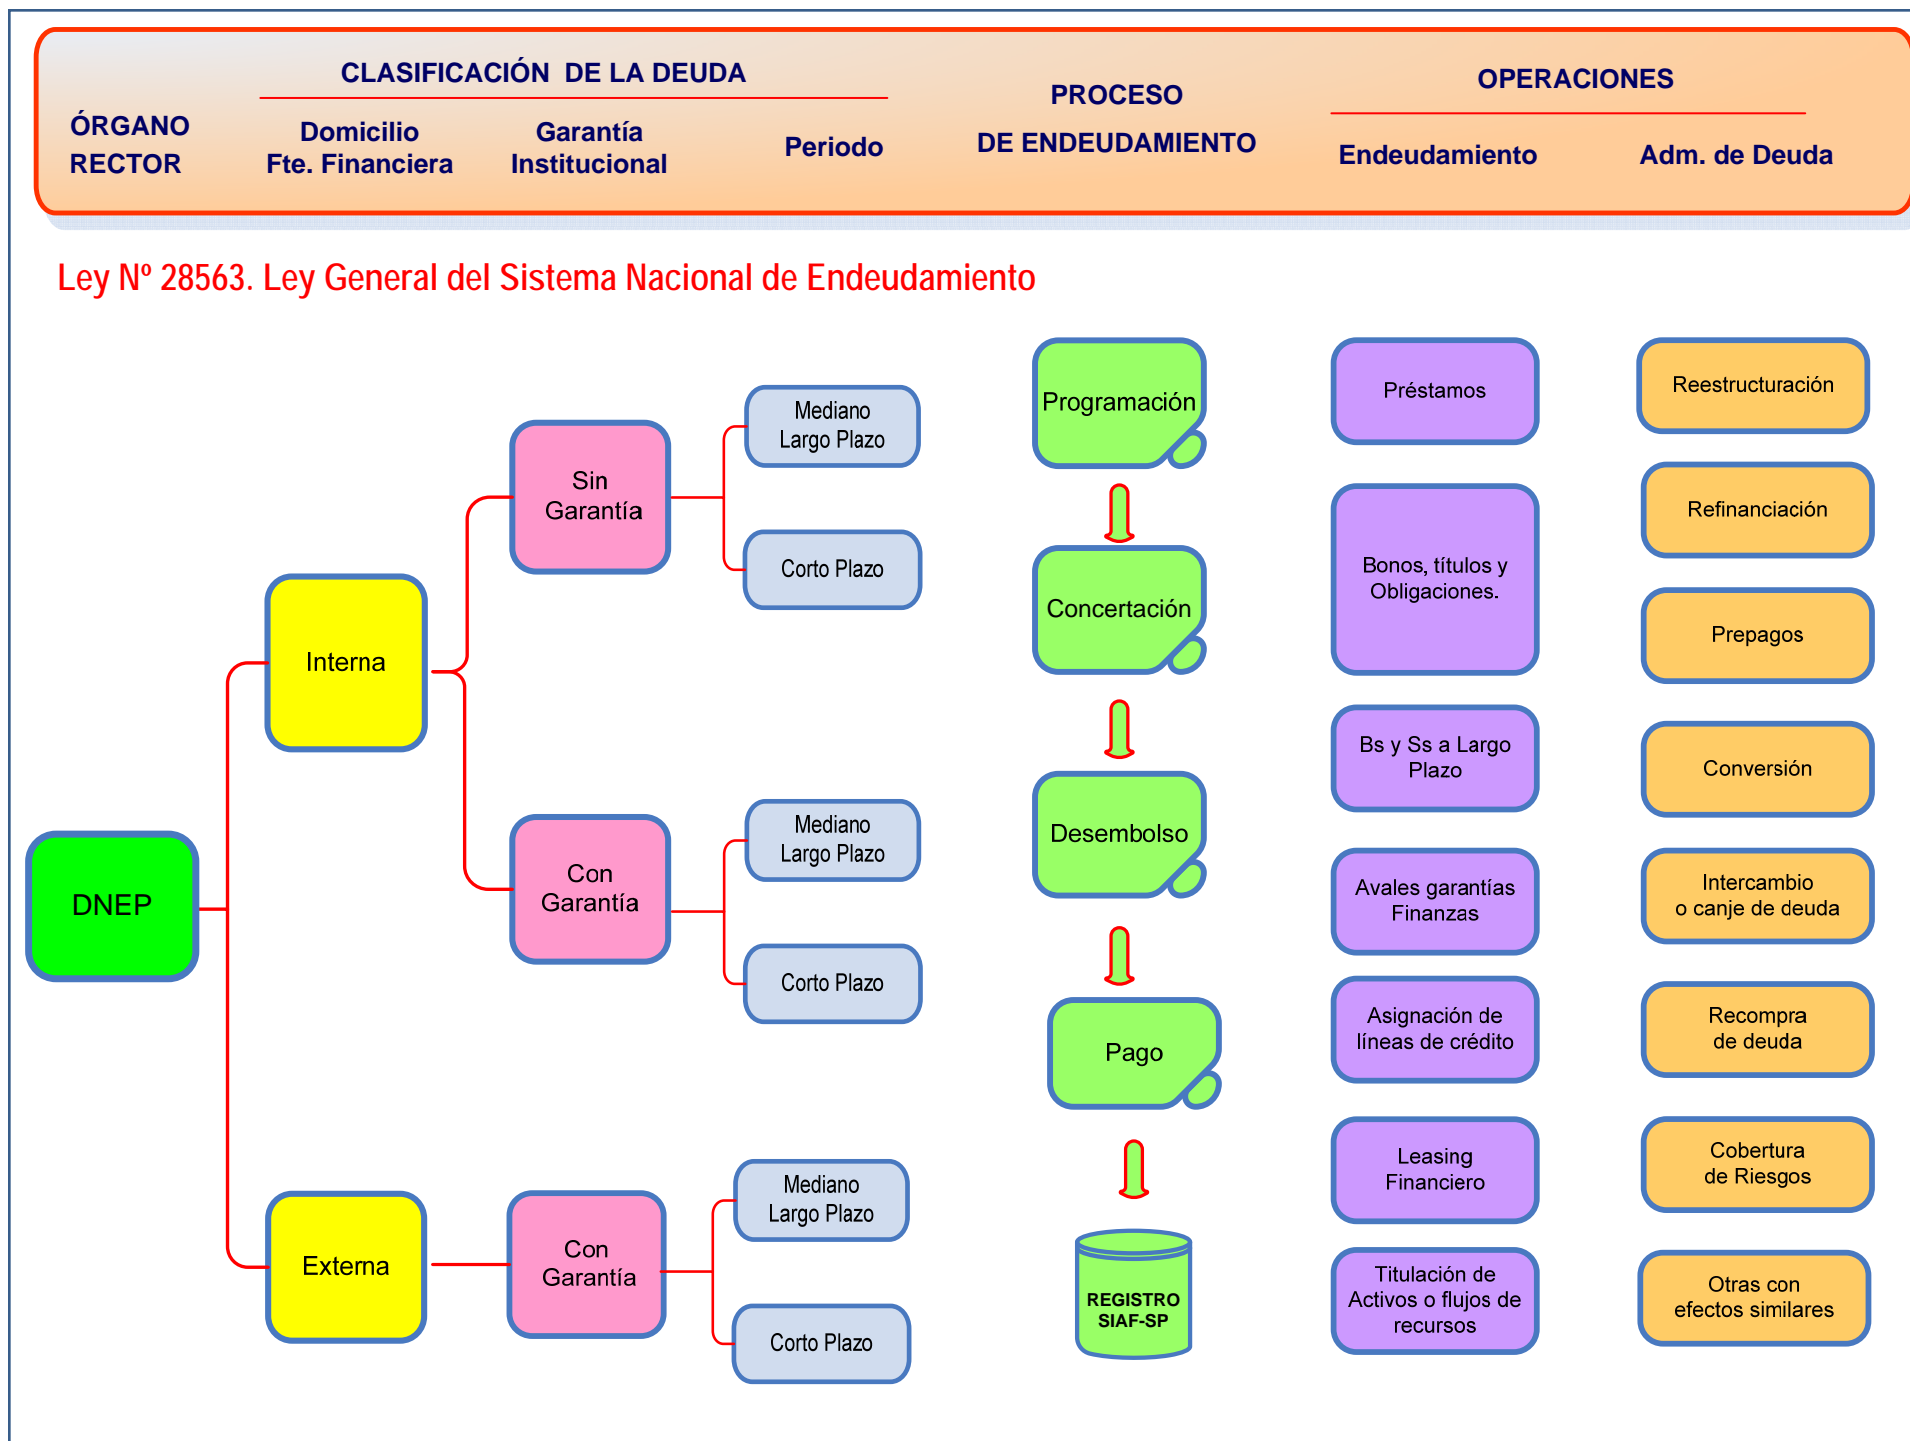 CLASIFICACIÓN DE LA DEUDA
ÓRGANO
RECTOR
Domicilio
Fte. Financiera
Garantía
Institucional
Periodo
PROCESO
DE ENDEUDAMIENTO
OPERACIONES
Endeudamiento
Adm. de Deuda
Ley Nº 28563. Ley General del Sistema Nacional de Endeudamiento
DNEP
Interna
Externa
Sin
Garantía
Con
Garantía
Con
Garantía
Mediano
Largo Plazo
Corto Plazo
Mediano
Largo Plazo
Corto Plazo
Mediano
Largo Plazo
Corto Plazo
Programación
Concertación
Desembolso
Pago
REGISTRO
SIAF-SP
Préstamos
Bonos, títulos y
Obligaciones.
Bs y Ss a Largo
Plazo
Avales garantías
Finanzas
Asignación de
líneas de crédito
Leasing
Financiero
Titulación de
Activos o flujos de
recursos
Reestructuración
Refinanciación
Prepagos
Conversión
Intercambio
o canje de deuda
Recompra
de deuda
Cobertura
de Riesgos
Otras con
efectos similares